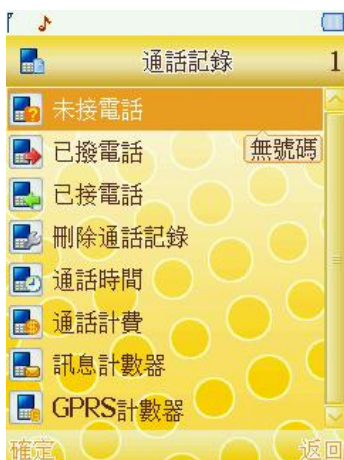 通話記錄 1
未接電話
已撥電話 無號碼
已接電話
刪除通話記錄
通話時間
通話計費
訊息計數器
GPRS計數器
確定 返回